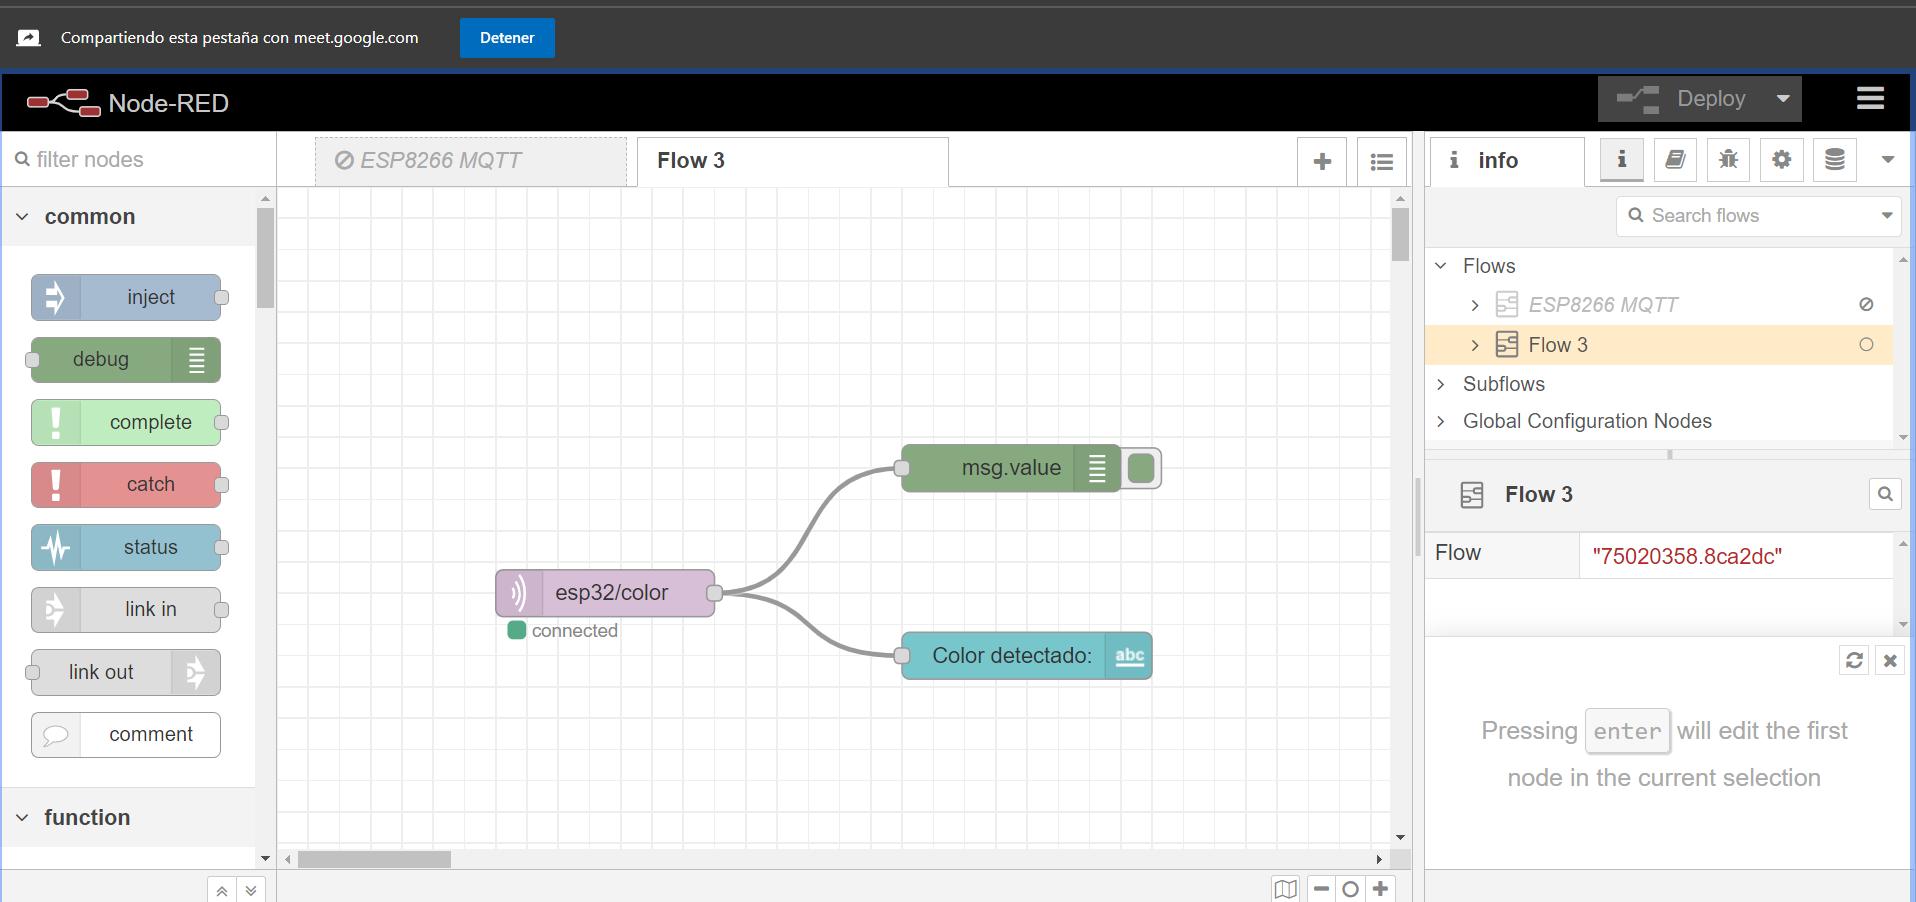 Compartiendo esta pestaña con meet.google.com
Detener
Node-RED
Deploy
filter nodes
ESP8266 MQTT
Flow 3
info
common
inject
debug
complete
catch
status
link in
link out
comment
function
msg.value
esp32/color
connected
Color detectado:
abc
Search flows
Flows
ESP8266 MQTT
Flow 3
Subflows
Global Configuration Nodes
Flow 3
Flow
"75020358.8ca2dc"
Pressing enter will edit the first
node in the current selection